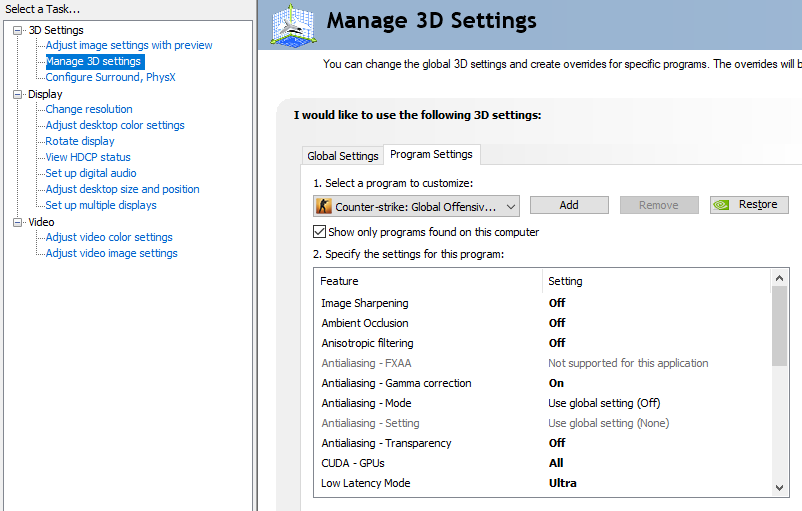 Select a Task...
3D Settings
Adjust image settings with preview
Manage 3D settings
Configure Surround, PhysX
Display
Change resolution
Adjust desktop color settings
Rotate display
View HDCP status
Set up digital audio
Adjust desktop size and position
Set up multiple displays
Video
Adjust video color settings
Adjust video image settings
Manage 3D Settings
You can change the global 3D settings and create overrides for specific programs. The overrides will b
I would like to use the following 3D settings:
Global Settings Program Settings
1. Select a program to customize:
Counter-strike: Global Offensiv... Add Remove Restore
Show only programs found on this computer
2. Specify the settings for this program:
Feature Setting
Image Sharpening Off
Ambient Occlusion Off
Anisotropic filtering Off
Antialiasing - FXAA Not supported for this application
Antialiasing - Gamma correction On
Antialiasing - Mode Use global setting (Off)
Antialiasing - Setting Use global setting (None)
Antialiasing - Transparency Off
CUDA - GPUs All
Low Latency Mode Ultra